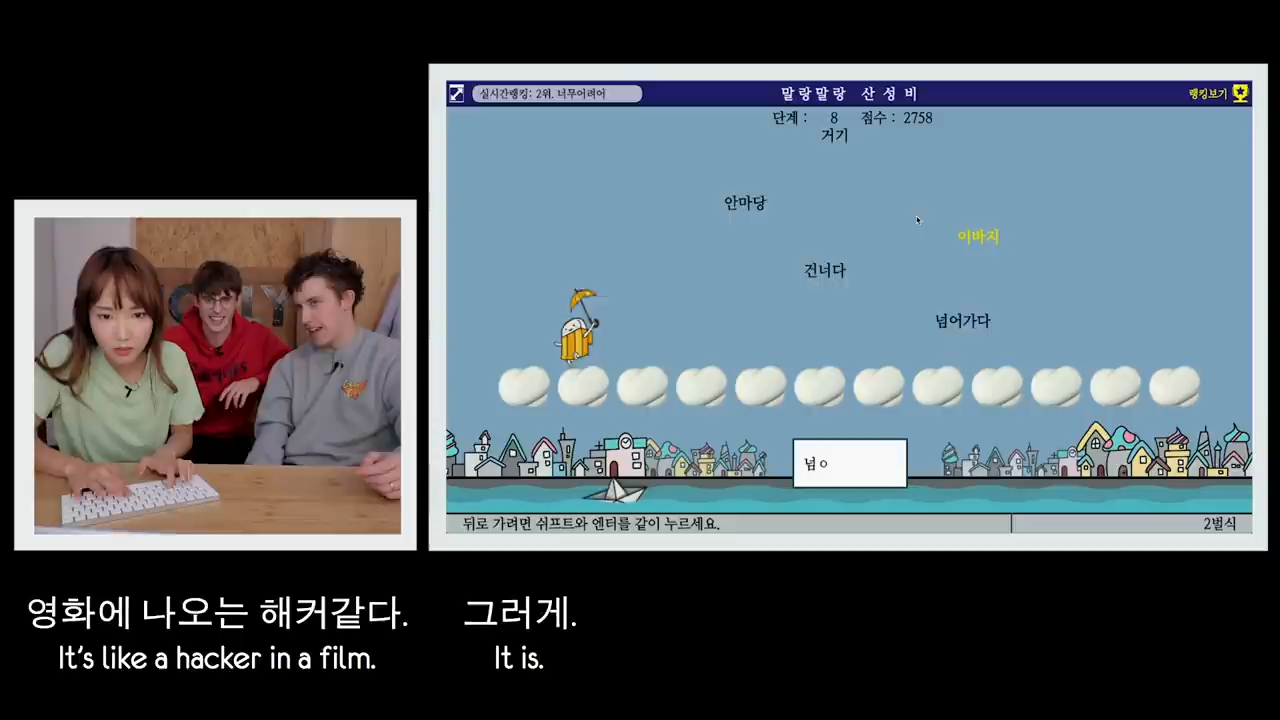 실시간랭킹: 2위. 너무어려어
말랑말랑 산성비
랭킹보기
단계 : 8 점수 : 2758
거기
안마당
이바지
건너다
넘어가다
넘ㅇ
뒤로 가려면 쉬프트와 엔터를 같이 누르세요.
2벌식
영화에 나오는 해커같다.
It's like a hacker in a film.
그러게.
It is.